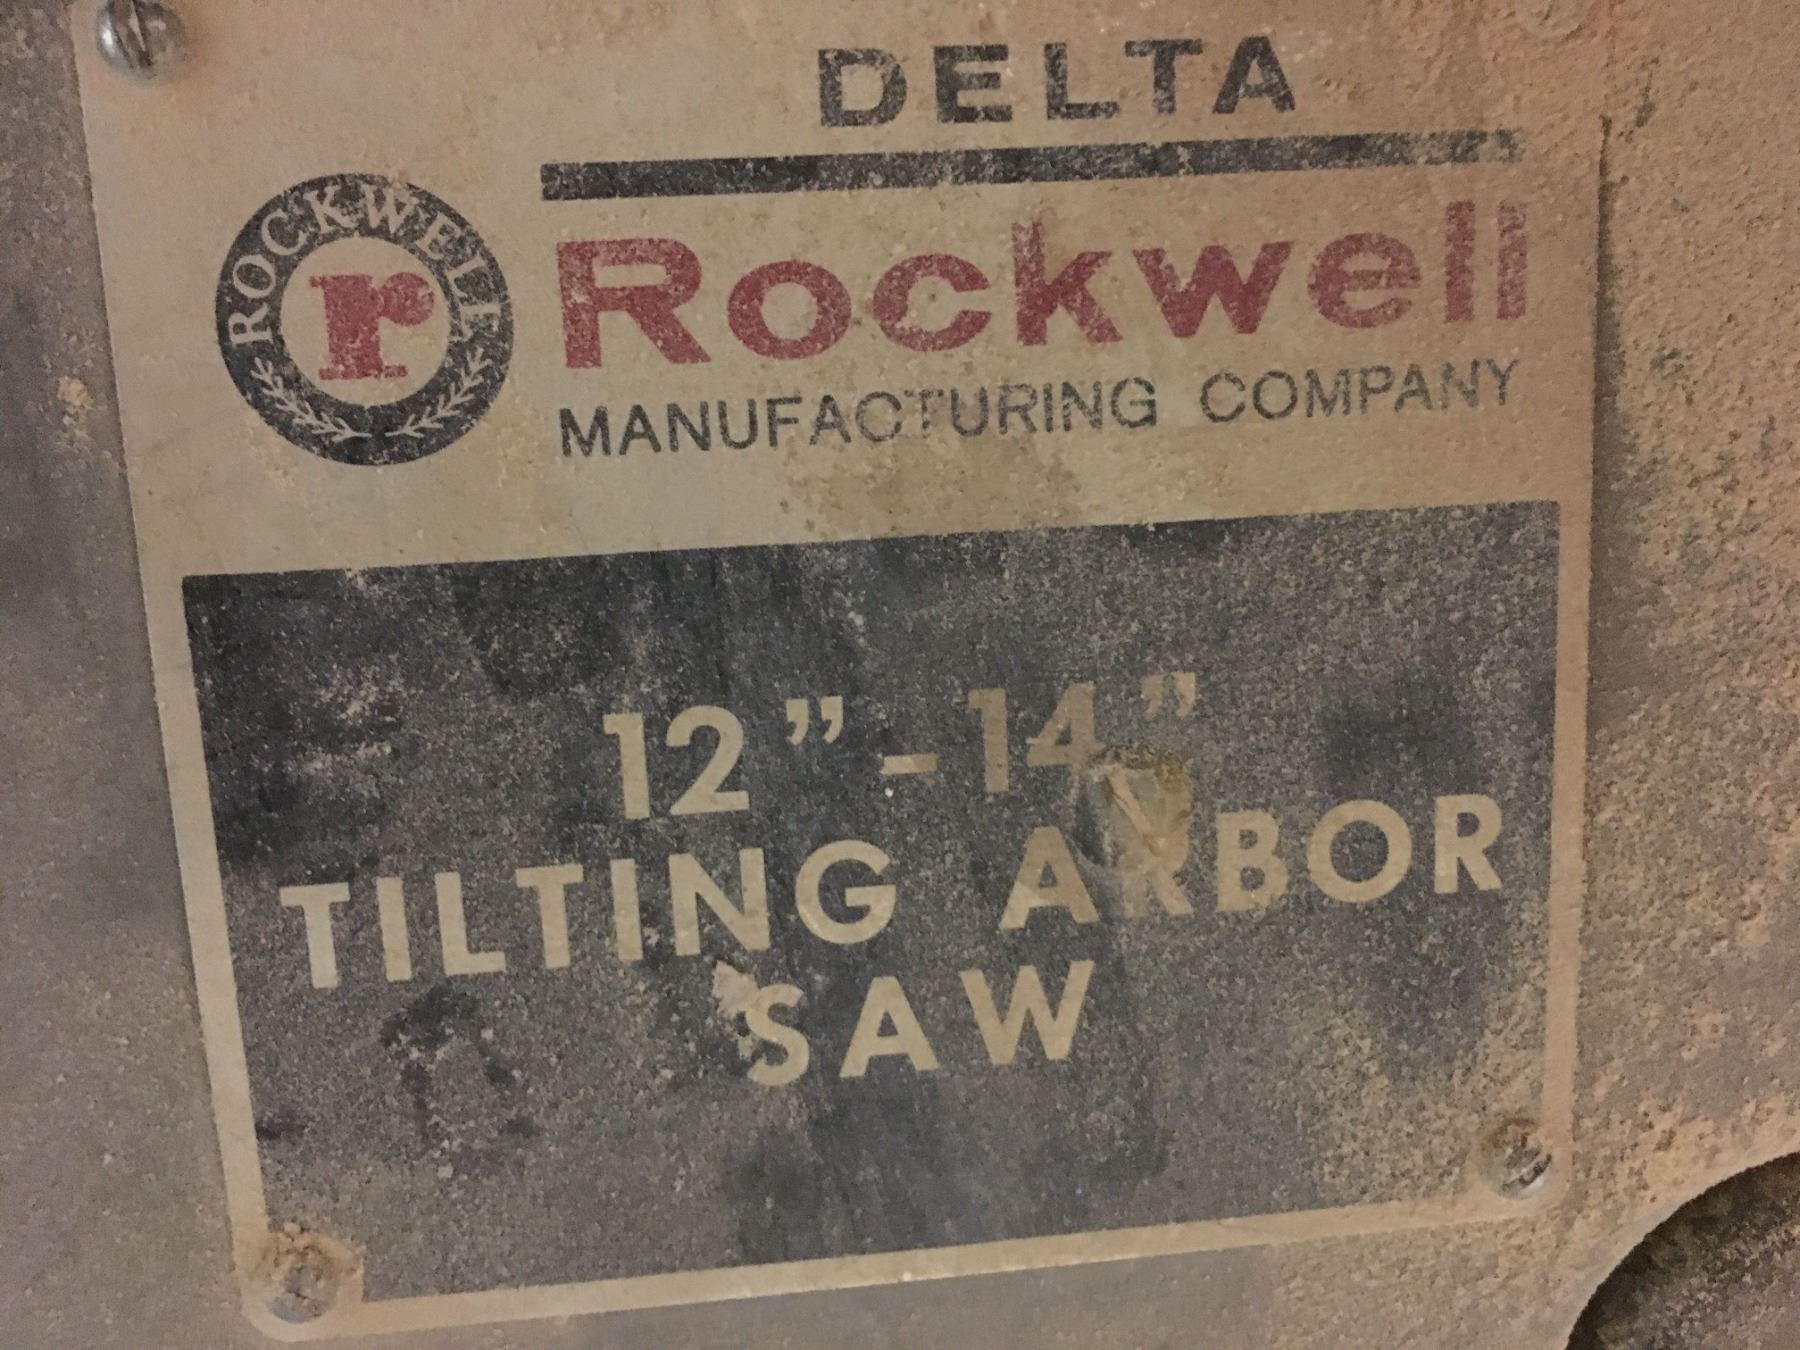 DELTA
ROCKWELL
r
Rockwell
MANUFACTURING COMPANY
12" - 14"
TILTING ARBOR
SAW